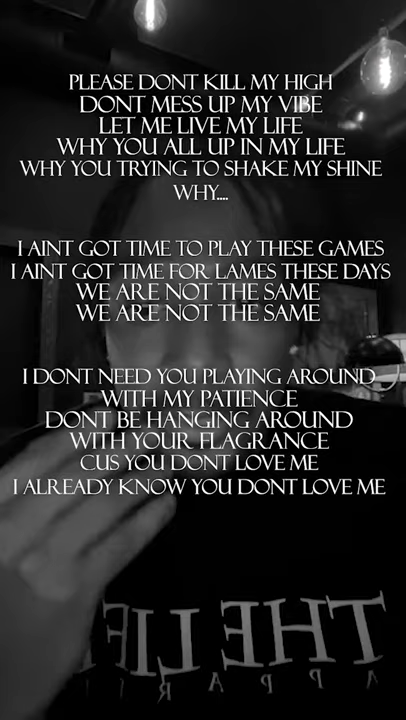 PLEASE DONT KILL MY HIGH
DONT MESS UP MY VIBE
LET ME LIVE MY LIFE
WHY YOU ALL UP IN MY LIFE
WHY YOU TRYING TO SHAKE MY SHINE
WHY....
I AINT GOT TIME TO PLAY THESE GAMES
I AINT GOT TIME FOR LAMES THESE DAYS
WE ARE NOT THE SAME
WE ARE NOT THE SAME
I DONT NEED YOU PLAYING AROUND
WITH MY PATIENCE
DONT BE HANGING AROUND
WITH YOUR FLAGRANCE
CUS YOU DONT LOVE ME
I ALREADY KNOW YOU DONT LOVE ME
THE